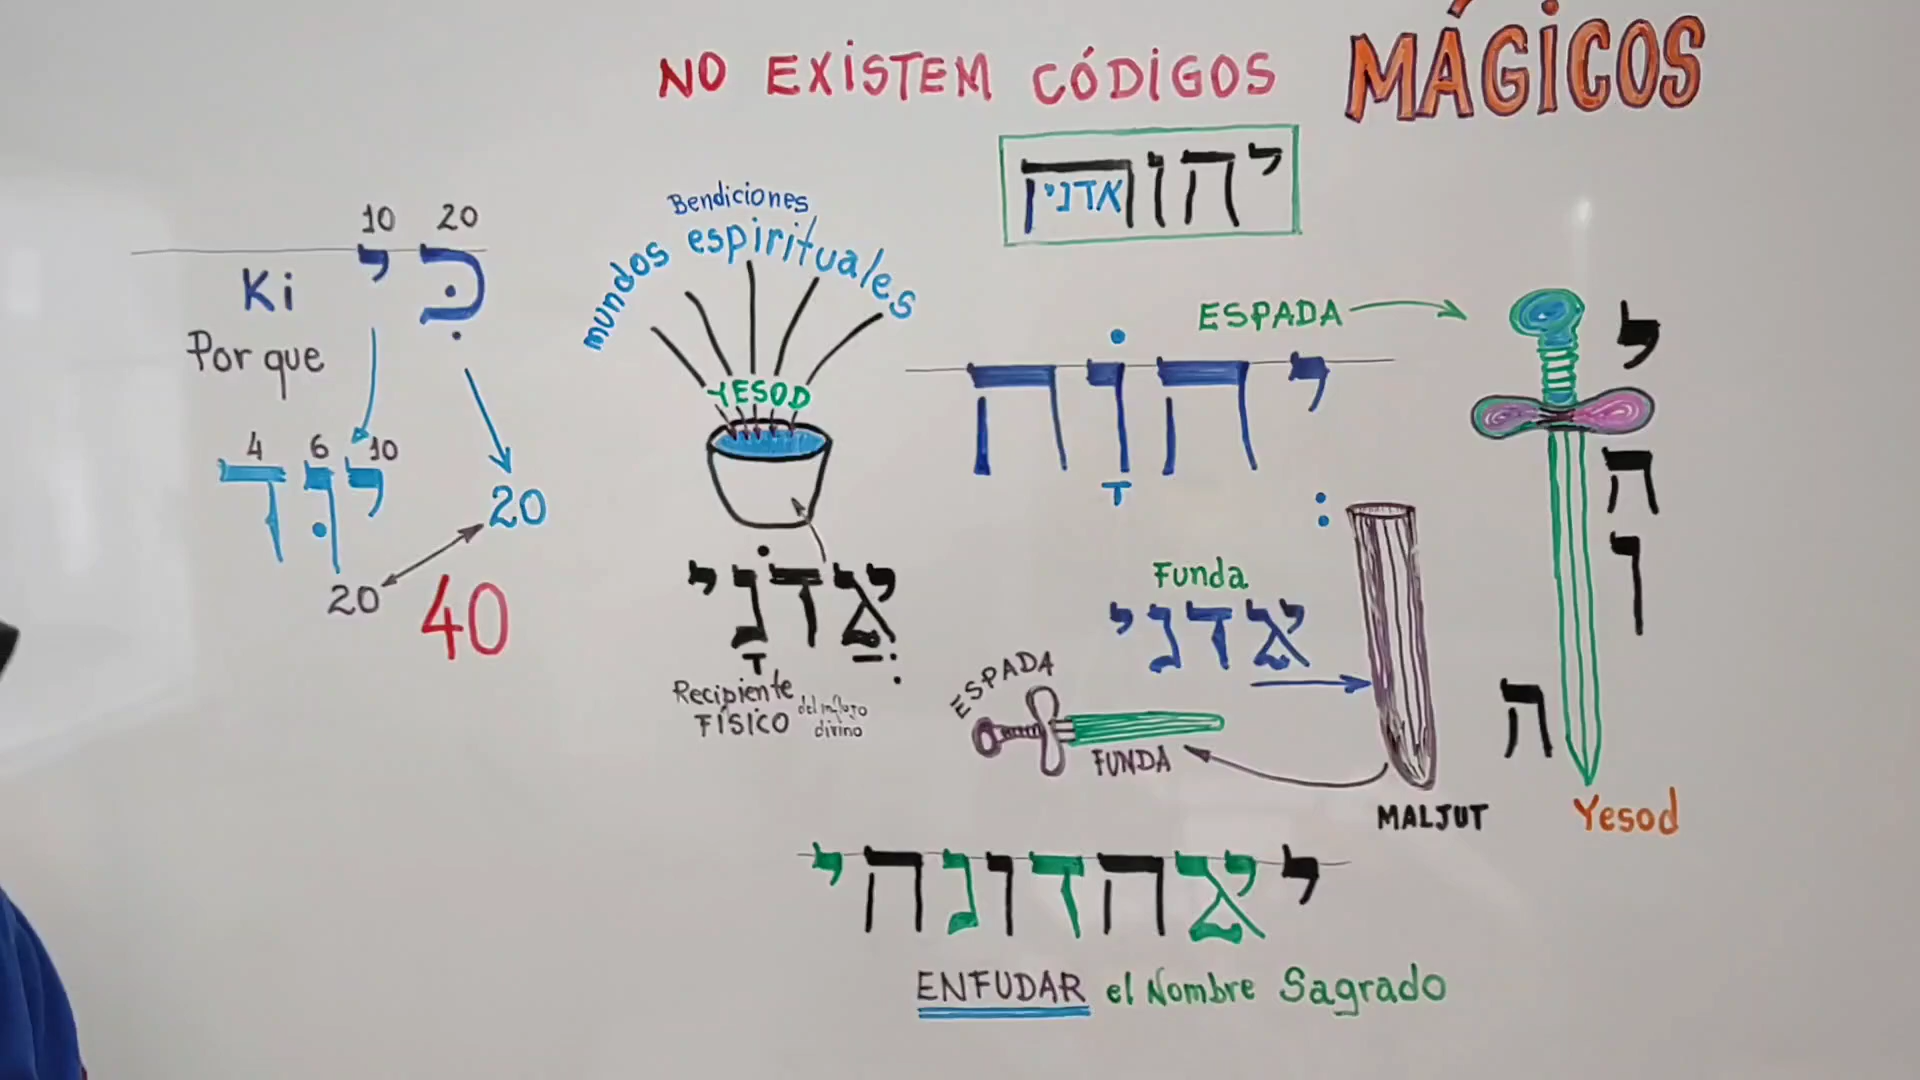 NO EXISTEM CÓDIGOS MÁGICOS
יהוה
אדני
10 20
כִּי
Ki
Por que
4 6 10
יוּד
20
20
40
Bendiciones
mundos espirituales
YESOD
אֲדֹנָי
Recipiente
FÍSICO
del influjo
divino
ESPADA
יְהֹוָה
Funda
אדני
ESPADA
FUNDA
MALJUT
י
ה
ו
ה
Yesod
יאהדונהי
ENFUDAR el Nombre Sagrado